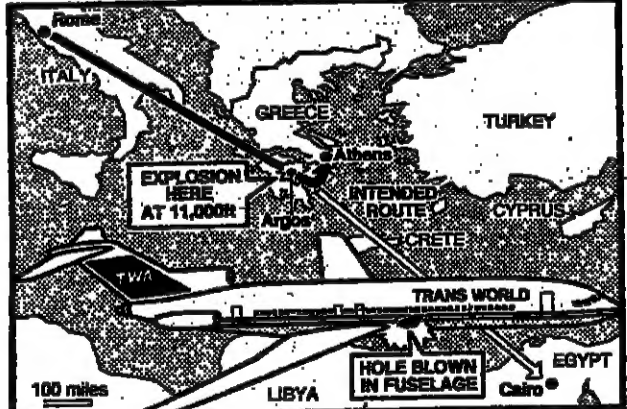 Rome
ITALY
GREECE
TURKEY
Athens
EXPLOSION
HERE
AT 11,000ft
Argos
INTENDED
ROUTE
CYPRUS
CRETE
TWA
TRANS WORLD
HOLE BLOWN
IN FUSELAGE
EGYPT
Cairo
LIBYA
100 miles